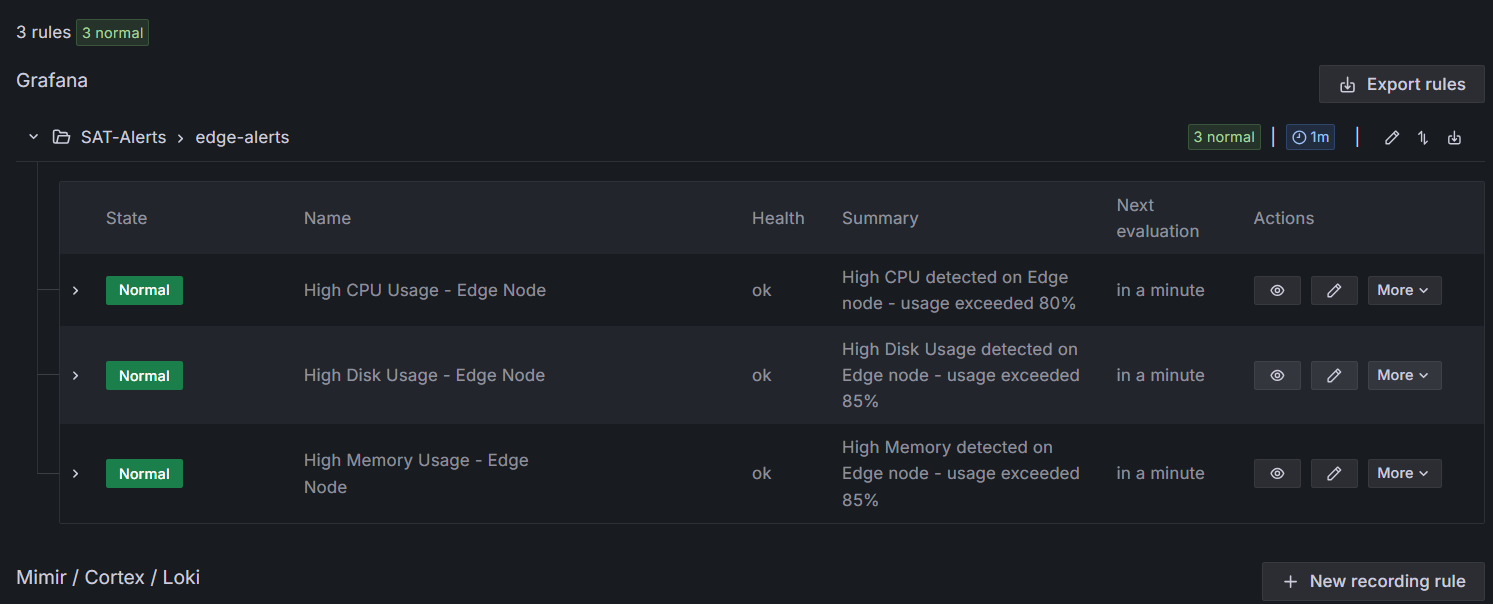 3 rules 3 normal
Grafana
Export rules
SAT-Alerts › edge-alerts 3 normal | 1m |
State Name Health Summary Next evaluation Actions
Normal High CPU Usage - Edge Node ok High CPU detected on Edge node - usage exceeded 80% in a minute More
Normal High Disk Usage - Edge Node ok High Disk Usage detected on Edge node - usage exceeded 85% in a minute More
Normal High Memory Usage - Edge Node ok High Memory detected on Edge node - usage exceeded 85% in a minute More
Mimir / Cortex / Loki
+ New recording rule